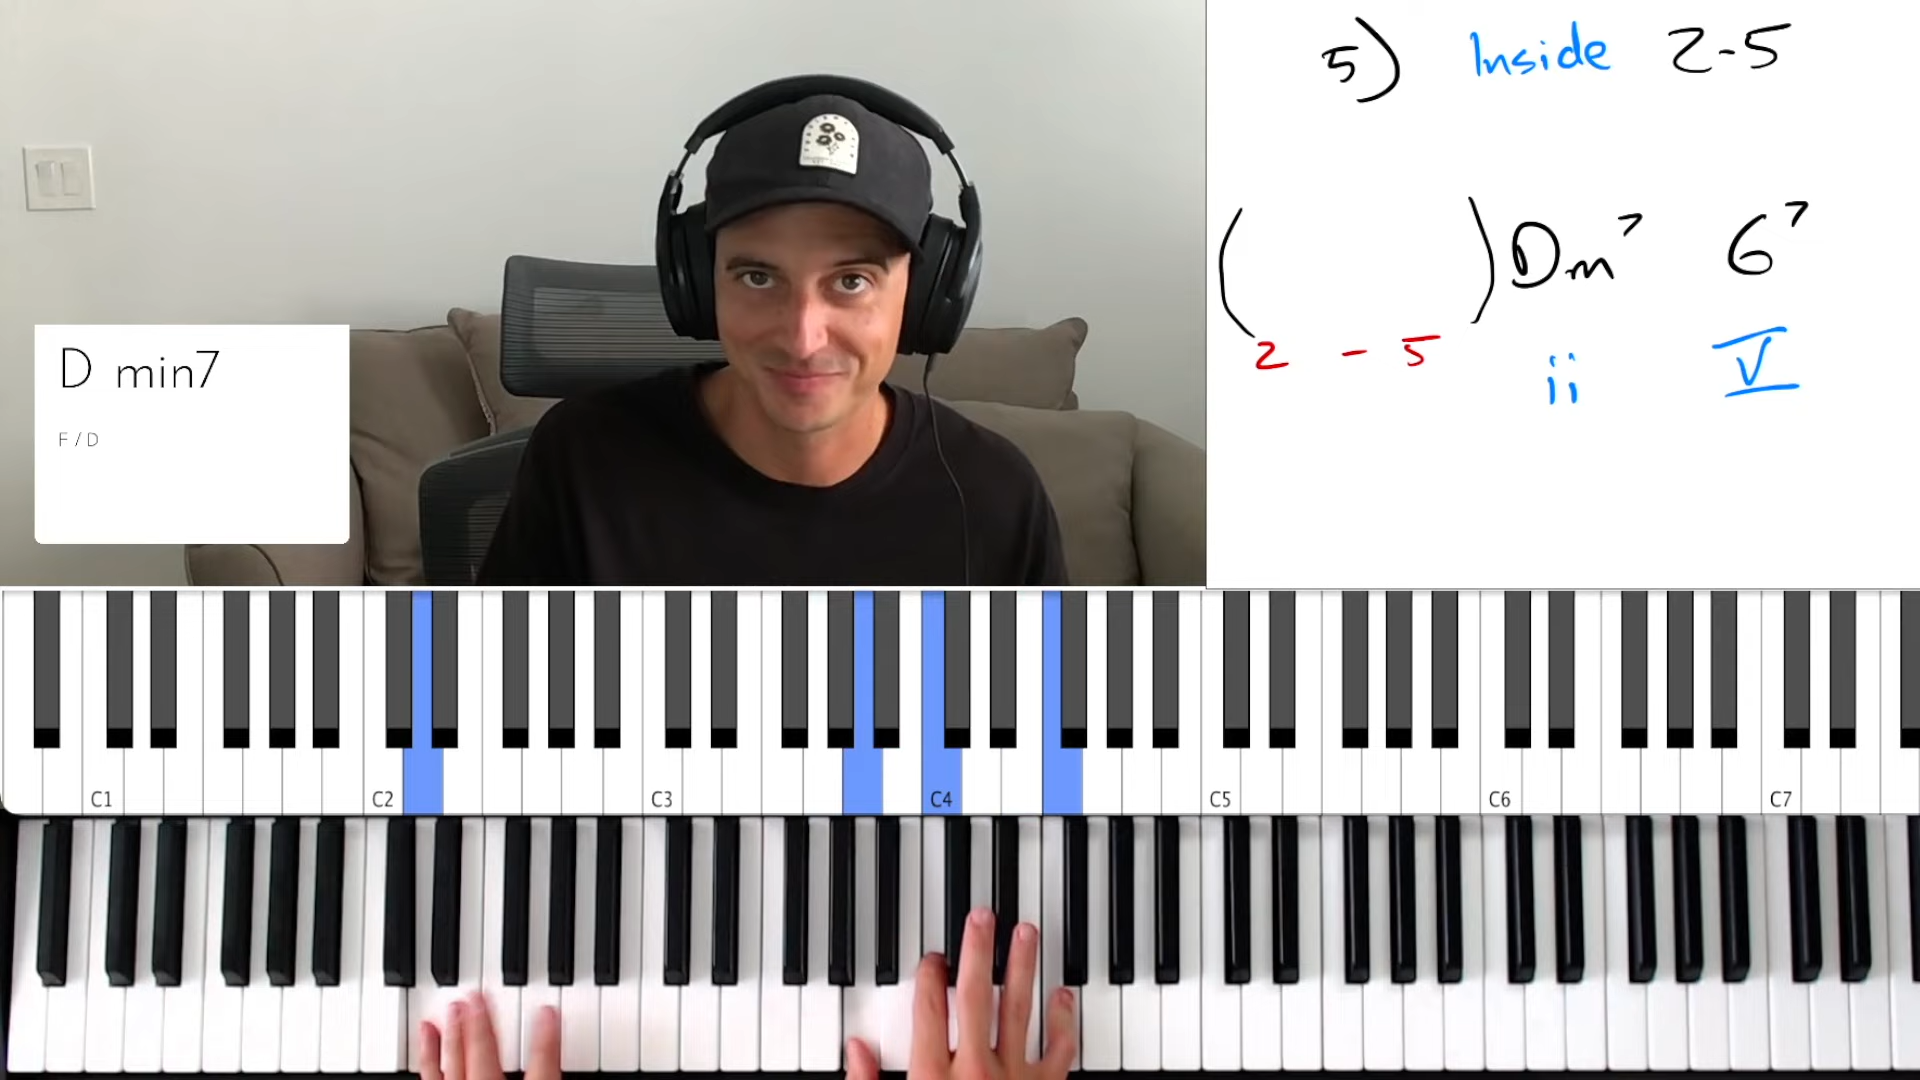 5) Inside 2-5
( ) Dm7 G7
2 - 5 ii V
D min7
F / D
C1 C2 C3 C4 C5 C6 C7